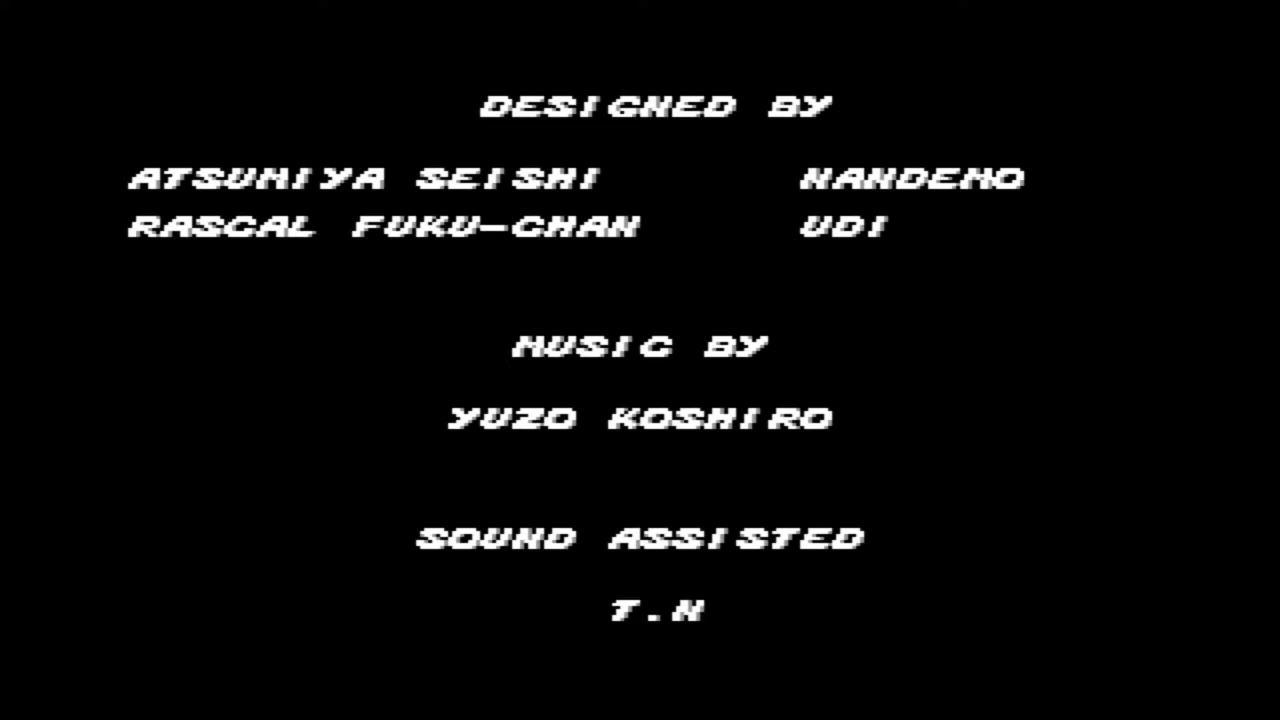 DESIGNED BY
ATSUMIYA SEISHI NANDEMO
RASCAL FUKU-CHAN UDI
MUSIC BY
YUZO KOSHIRO
SOUND ASSISTED
T.N